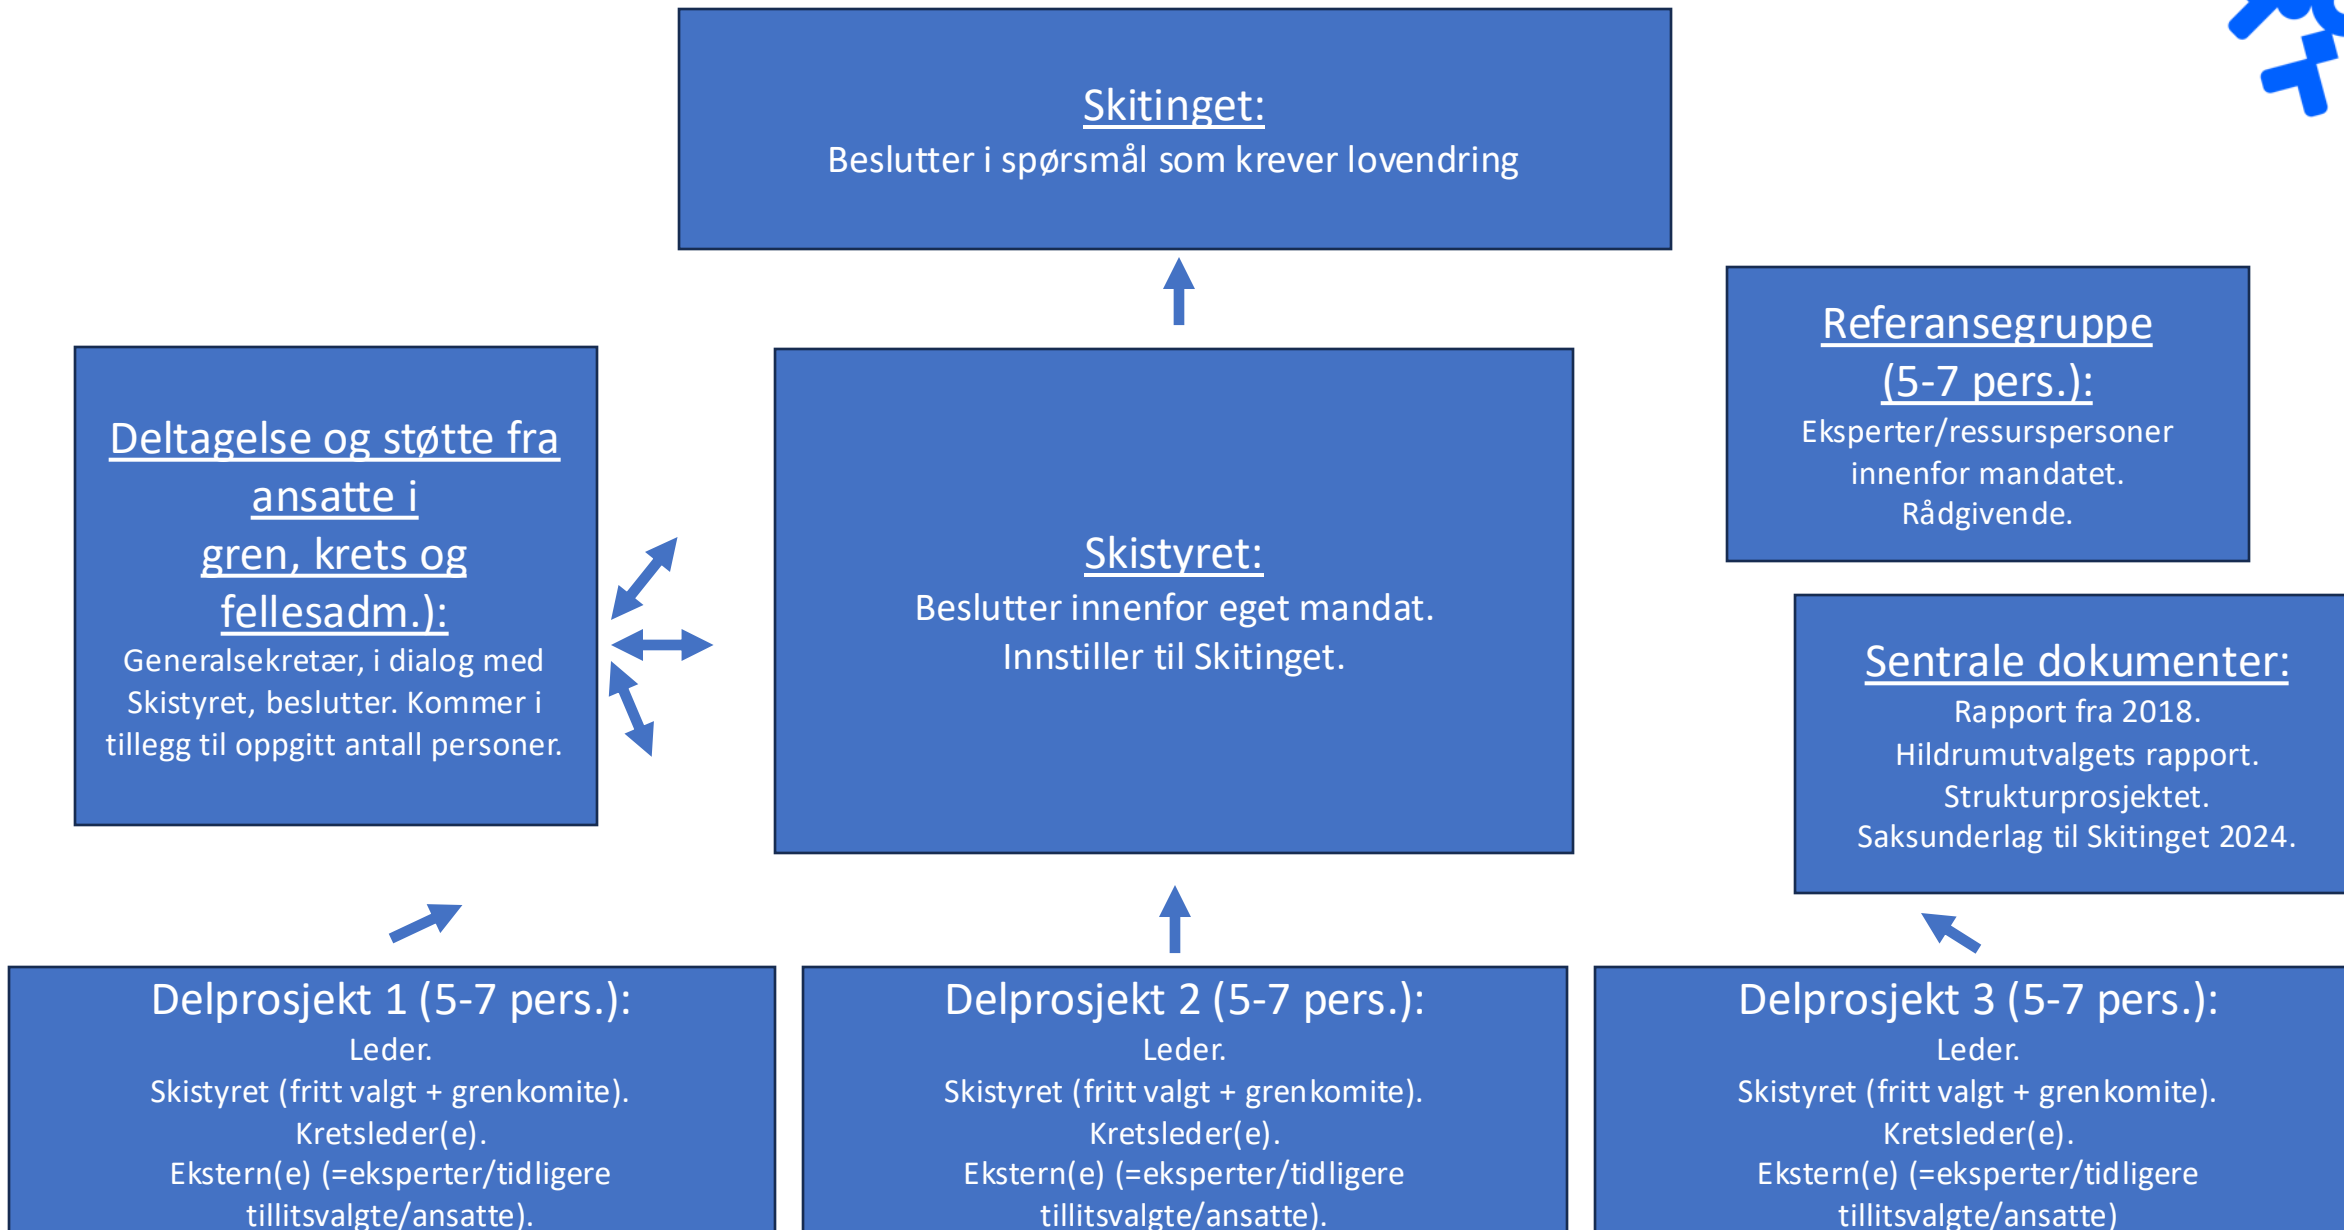 Skitinget:
Beslutter i spørsmål som krever lovendring
Referansegruppe
(5-7 pers.):
Eksperter/ressurspersoner
innenfor mandatet.
Rådgivende.
Deltagelse og støtte fra
ansatte i
gren, krets og
fellesadm.):
Generalsekretær, i dialog med
Skistyret, beslutter. Kommer i
tillegg til oppgitt antall personer.
Skistyret:
Beslutter innenfor eget mandat.
Innstiller til Skitinget.
Sentrale dokumenter:
Rapport fra 2018.
Hildrumutvalgets rapport.
Strukturprosjektet.
Saksunderlag til Skitinget 2024.
Delprosjekt 1 (5-7 pers.):
Leder.
Skistyret (fritt valgt + grenkomite).
Kretsleder(e).
Ekstern(e) (=eksperter/tidligere
tillitsvalgte/ansatte).
Delprosjekt 2 (5-7 pers.):
Leder.
Skistyret (fritt valgt + grenkomite).
Kretsleder(e).
Ekstern(e) (=eksperter/tidligere
tillitsvalgte/ansatte).
Delprosjekt 3 (5-7 pers.):
Leder.
Skistyret (fritt valgt + grenkomite).
Kretsleder(e).
Ekstern(e) (=eksperter/tidligere
tillitsvalgte/ansatte)